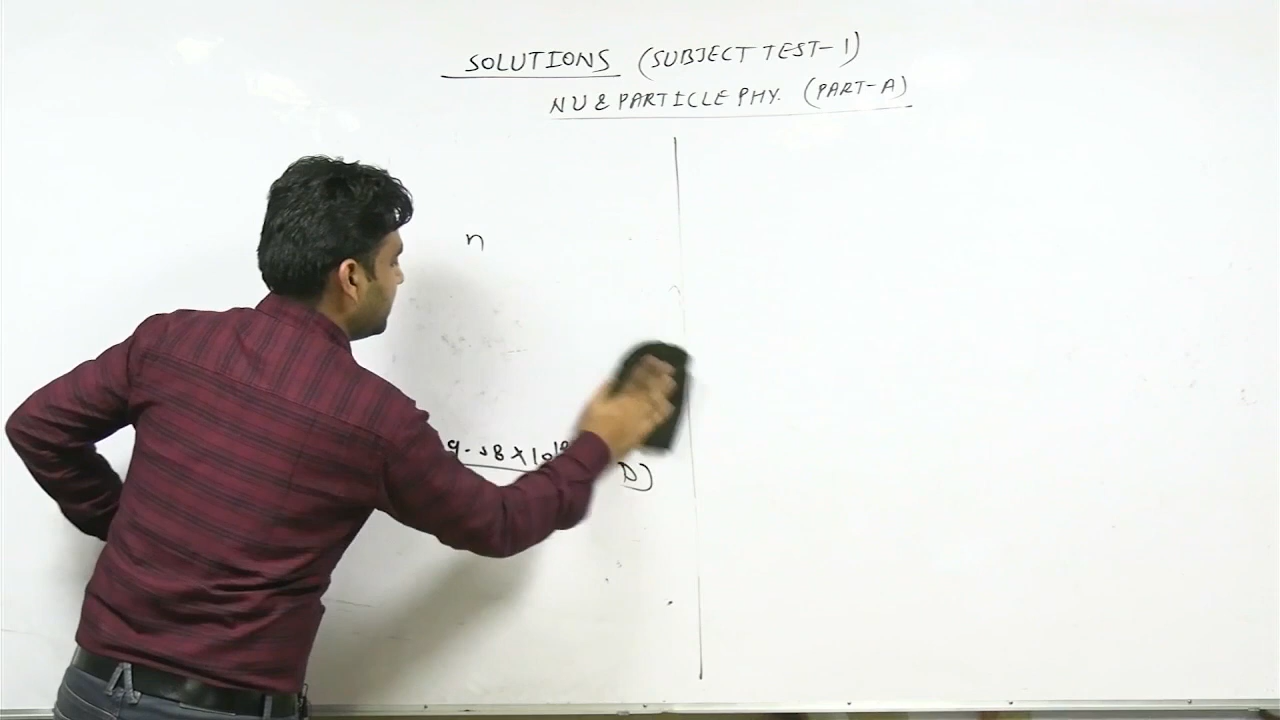 SOLUTIONS (SUBJECT TEST-1)
NU & PARTICLE PHY. (PART-A)
n
D)